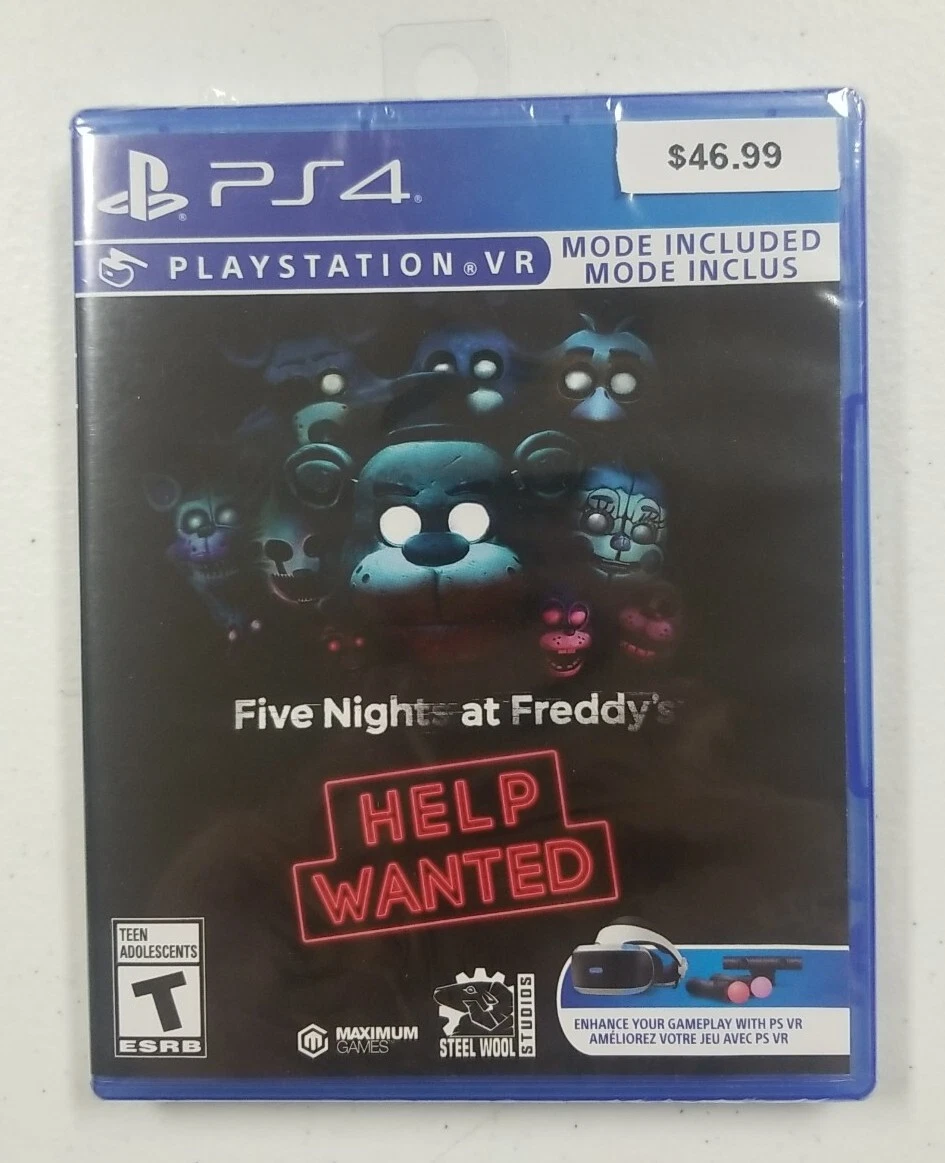 $46.99
PS4®
PLAYSTATION®VR
MODE INCLUDED
MODE INCLUS
Five Nights at Freddy's
HELP
WANTED
TEEN
ADOLESCENTS
T
ESRB
MAXIMUM
GAMES™
STEEL WOOL
STUDIOS
ENHANCE YOUR GAMEPLAY WITH PS VR
AMÉLIOREZ VOTRE JEU AVEC PS VR